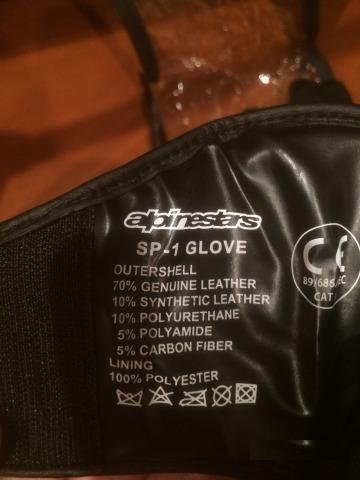 alpinestars
SP-1 GLOVE
OUTERSHELL
70% GENUINE LEATHER
10% SYNTHETIC LEATHER
10% POLYURETHANE
5% POLYAMIDE
5% CARBON FIBER
LINING
100% POLYESTER
CE
89/686/EC
CAT